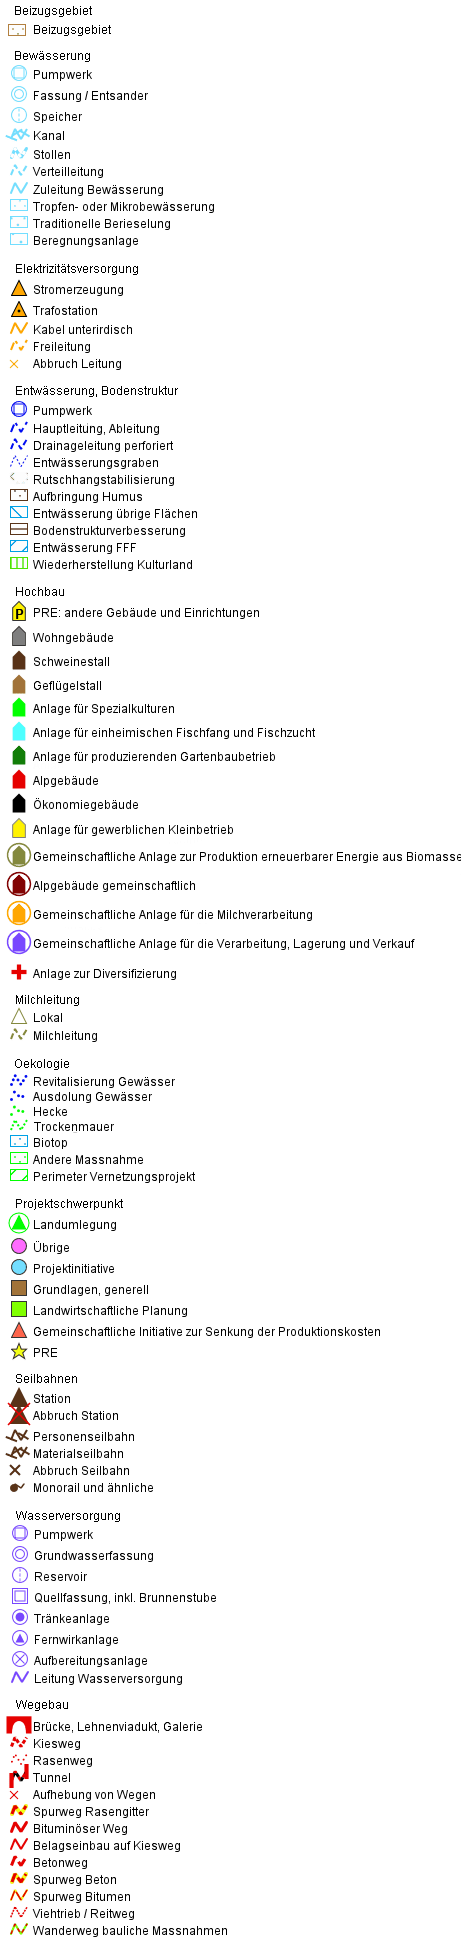 Beizugsgebiet
Beizugsgebiet
Bewässerung
Pumpwerk
Fassung / Entsander
Speicher
Kanal
Stollen
Verteilleitung
Zuleitung Bewässerung
Tropfen- oder Mikrobewässerung
Traditionelle Berieselung
Beregnungsanlage
Elektrizitätsversorgung
Stromerzeugung
Trafostation
Kabel unterirdisch
Freileitung
Abbruch Leitung
Entwässerung, Bodenstruktur
Pumpwerk
Hauptleitung, Ableitung
Drainageleitung perforiert
Entwässerungsgraben
Rutschhangstabilisierung
Aufbringung Humus
Entwässerung übrige Flächen
Bodenstrukturverbesserung
Entwässerung FFF
Wiederherstellung Kulturland
Hochbau
P PRE: andere Gebäude und Einrichtungen
Wohngebäude
Schweinestall
Geflügelstall
Anlage für Spezialkulturen
Anlage für einheimischen Fischfang und Fischzucht
Anlage für produzierenden Gartenbaubetrieb
Alpgebäude
Ökonomiegebäude
Anlage für gewerblichen Kleinbetrieb
Gemeinschaftliche Anlage zur Produktion erneuerbarer Energie aus Biomasse
Alpgebäude gemeinschaftlich
Gemeinschaftliche Anlage für die Milchverarbeitung
Gemeinschaftliche Anlage für die Verarbeitung, Lagerung und Verkauf
Anlage zur Diversifizierung
Milchleitung
Lokal
Milchleitung
Oekologie
Revitalisierung Gewässer
Ausdolung Gewässer
Hecke
Trockenmauer
Biotop
Andere Massnahme
Perimeter Vernetzungsprojekt
Projektschwerpunkt
Landumlegung
Übrige
Projektinitiative
Grundlagen, generell
Landwirtschaftliche Planung
Gemeinschaftliche Initiative zur Senkung der Produktionskosten
PRE
Seilbahnen
Station
Abbruch Station
Personenseilbahn
Materialseilbahn
Abbruch Seilbahn
Monorail und ähnliche
Wasserversorgung
Pumpwerk
Grundwasserfassung
Reservoir
Quellfassung, inkl. Brunnenstube
Tränkeanlage
Fernwirkanlage
Aufbereitungsanlage
Leitung Wasserversorgung
Wegebau
Brücke, Lehnenviadukt, Galerie
Kiesweg
Rasenweg
Tunnel
Aufhebung von Wegen
Spurweg Rasengitter
Bituminöser Weg
Belagseinbau auf Kiesweg
Betonweg
Spurweg Beton
Spurweg Bitumen
Viehtrieb / Reitweg
Wanderweg bauliche Massnahmen